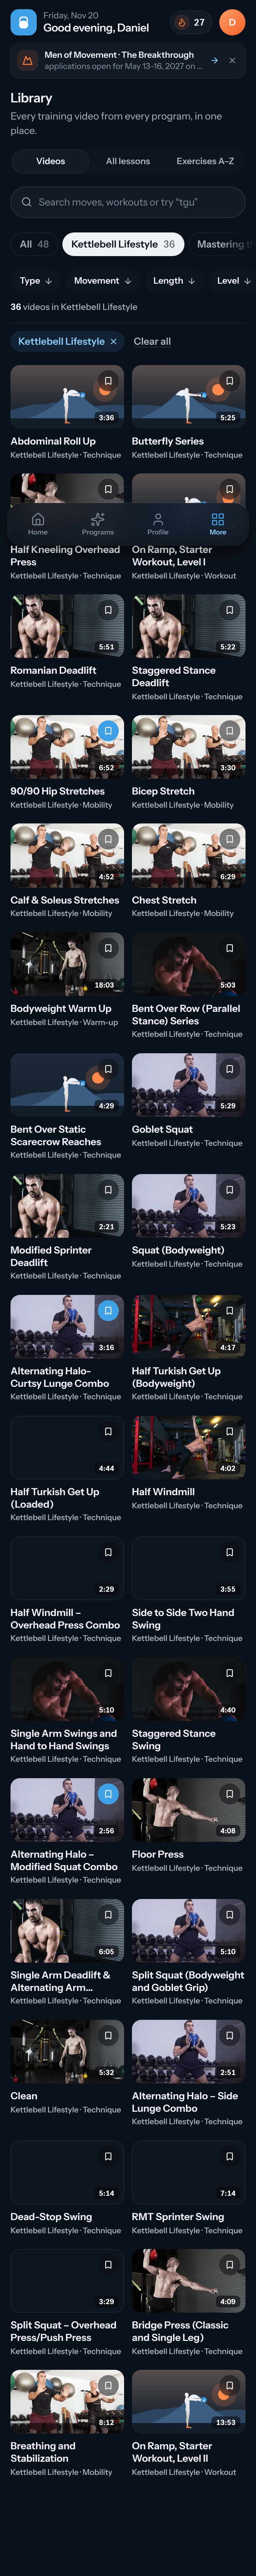 Friday, Nov 20
Good evening, Daniel
27
D
Men of Movement · The Breakthrough
applications open for May 13–16, 2027 on ...
Library
Every training video from every program, in one
place.
Videos
All lessons
Exercises A–Z
Search moves, workouts or try “tgu”
All 48
Kettlebell Lifestyle 36
Mastering th
Type
Movement
Length
Level
36 videos in Kettlebell Lifestyle
Kettlebell Lifestyle
Clear all
3:36
5:25
Abdominal Roll Up
Kettlebell Lifestyle · Technique
Butterfly Series
Kettlebell Lifestyle · Technique
Home
Programs
Profile
More
Half Kneeling Overhead
Press
Kettlebell Lifestyle · Technique
On Ramp, Starter
Workout, Level I
Kettlebell Lifestyle · Workout
5:51
5:22
Romanian Deadlift
Kettlebell Lifestyle · Technique
Staggered Stance
Deadlift
Kettlebell Lifestyle · Technique
6:52
3:30
90/90 Hip Stretches
Kettlebell Lifestyle · Mobility
Bicep Stretch
Kettlebell Lifestyle · Mobility
4:52
6:29
Calf & Soleus Stretches
Kettlebell Lifestyle · Mobility
Chest Stretch
Kettlebell Lifestyle · Mobility
18:03
5:03
Bodyweight Warm Up
Kettlebell Lifestyle · Warm-up
Bent Over Row (Parallel
Stance) Series
Kettlebell Lifestyle · Technique
4:29
5:29
Bent Over Static
Scarecrow Reaches
Kettlebell Lifestyle · Technique
Goblet Squat
Kettlebell Lifestyle · Technique
2:21
5:23
Modified Sprinter
Deadlift
Kettlebell Lifestyle · Technique
Squat (Bodyweight)
Kettlebell Lifestyle · Technique
3:16
4:17
Alternating Halo-
Curtsy Lunge Combo
Kettlebell Lifestyle · Technique
Half Turkish Get Up
(Bodyweight)
Kettlebell Lifestyle · Technique
4:44
4:02
Half Turkish Get Up
(Loaded)
Kettlebell Lifestyle · Technique
Half Windmill
Kettlebell Lifestyle · Technique
2:29
3:55
Half Windmill –
Overhead Press Combo
Kettlebell Lifestyle · Technique
Side to Side Two Hand
Swing
Kettlebell Lifestyle · Technique
5:10
4:40
Single Arm Swings and
Hand to Hand Swings
Kettlebell Lifestyle · Technique
Staggered Stance
Swing
Kettlebell Lifestyle · Technique
2:56
4:08
Alternating Halo –
Modified Squat Combo
Kettlebell Lifestyle · Technique
Floor Press
Kettlebell Lifestyle · Technique
6:05
5:10
Single Arm Deadlift &
Alternating Arm...
Kettlebell Lifestyle · Technique
Split Squat (Bodyweight
and Goblet Grip)
Kettlebell Lifestyle · Technique
5:32
2:51
Clean
Kettlebell Lifestyle · Technique
Alternating Halo – Side
Lunge Combo
Kettlebell Lifestyle · Technique
5:14
7:14
Dead-Stop Swing
Kettlebell Lifestyle · Technique
RMT Sprinter Swing
Kettlebell Lifestyle · Technique
3:29
4:09
Split Squat – Overhead
Press/Push Press
Kettlebell Lifestyle · Technique
Bridge Press (Classic
and Single Leg)
Kettlebell Lifestyle · Technique
8:12
13:53
Breathing and
Stabilization
Kettlebell Lifestyle · Mobility
On Ramp, Starter
Workout, Level II
Kettlebell Lifestyle · Workout